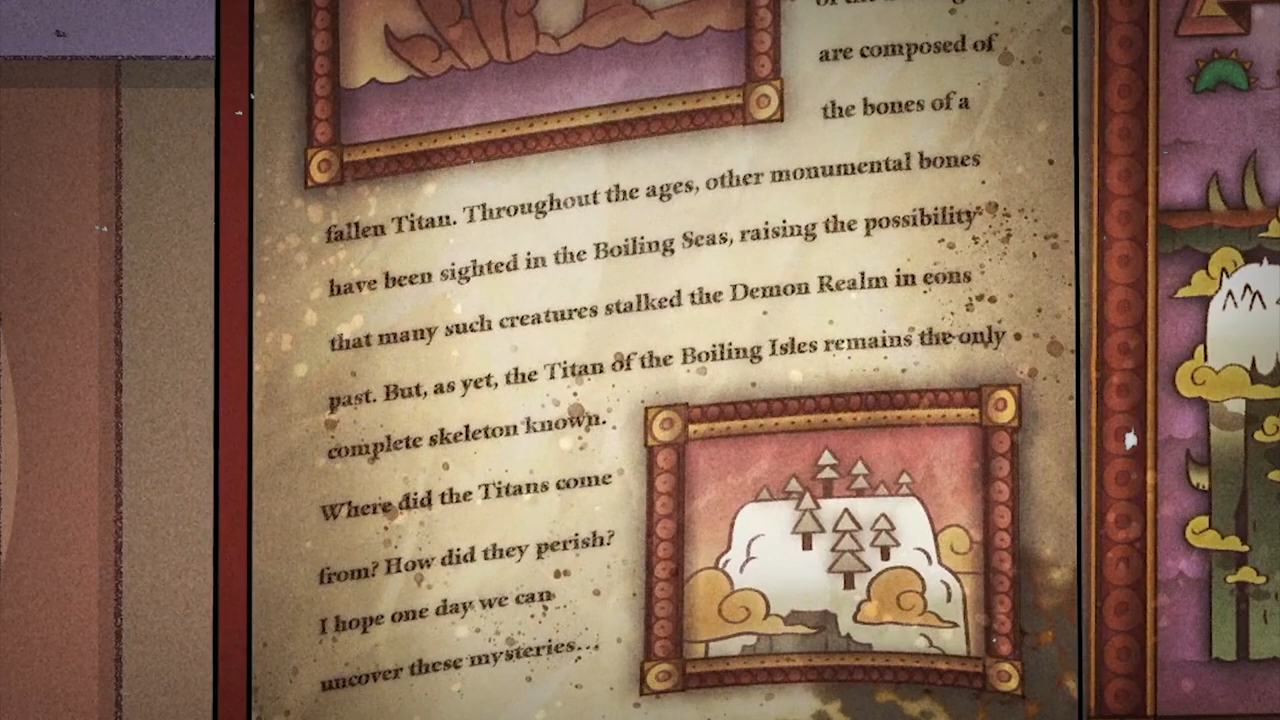 are composed of
the bones of a
fallen Titan. Throughout the ages, other monumental bones
have been sighted in the Boiling Seas, raising the possibility
that many such creatures stalked the Demon Realm in eons
past. But, as yet, the Titan of the Boiling Isles remains the only
complete skeleton known.
Where did the Titans come
from? How did they perish?
I hope one day we can
uncover these mysteries...